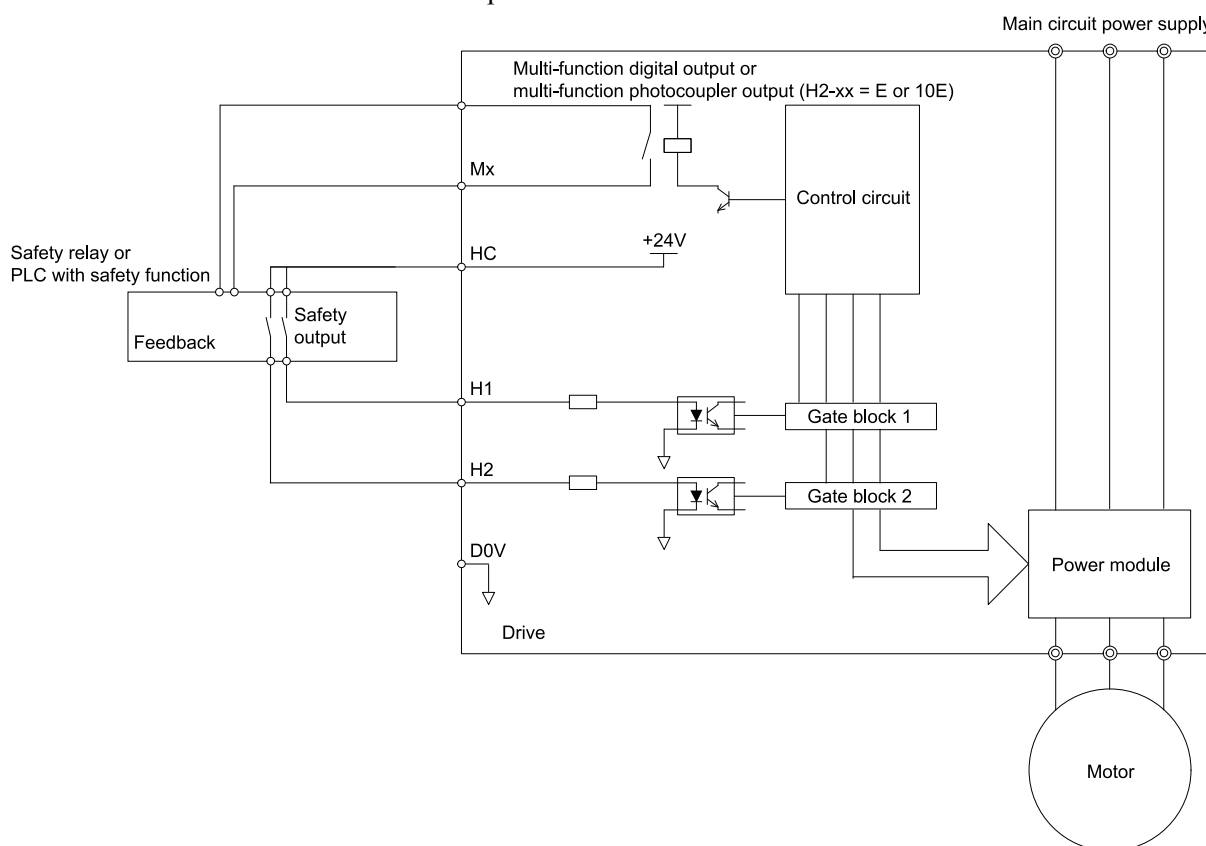 Main circuit power supply
Multi-function digital output or
multi-function photocoupler output (H2-xx = E or 10E)
Mx
Control circuit
+24V
HC
Safety relay or
PLC with safety function
Safety
output
Feedback
H1
Gate block 1
H2
Gate block 2
D0V
Power module
Drive
Motor